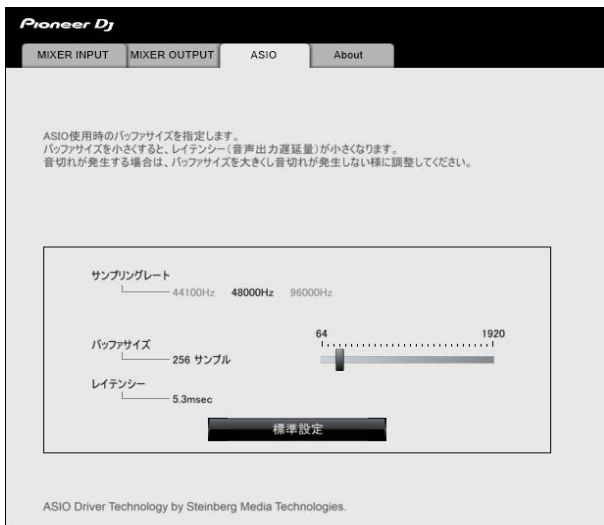 Pioneer Dj
MIXER INPUT MIXER OUTPUT ASIO About
ASIO使用時のバッファサイズを指定します。
バッファサイズを小さくすると、レイテンシー(音声出力遅延量)が小さくなります。
音切れが発生する場合は、バッファサイズを大きくし音切れが発生しない様に調整してください。
サンプリングレート
44100Hz 48000Hz 96000Hz
64 1920
バッファサイズ
256 サンプル
レイテンシー
5.3msec
標準設定
ASIO Driver Technology by Steinberg Media Technologies.